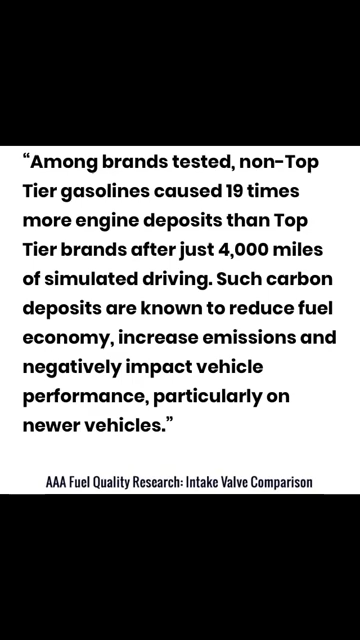 “Among brands tested, non-Top
Tier gasolines caused 19 times
more engine deposits than Top
Tier brands after just 4,000 miles
of simulated driving. Such carbon
deposits are known to reduce fuel
economy, increase emissions and
negatively impact vehicle
performance, particularly on
newer vehicles.”
AAA Fuel Quality Research: Intake Valve Comparison